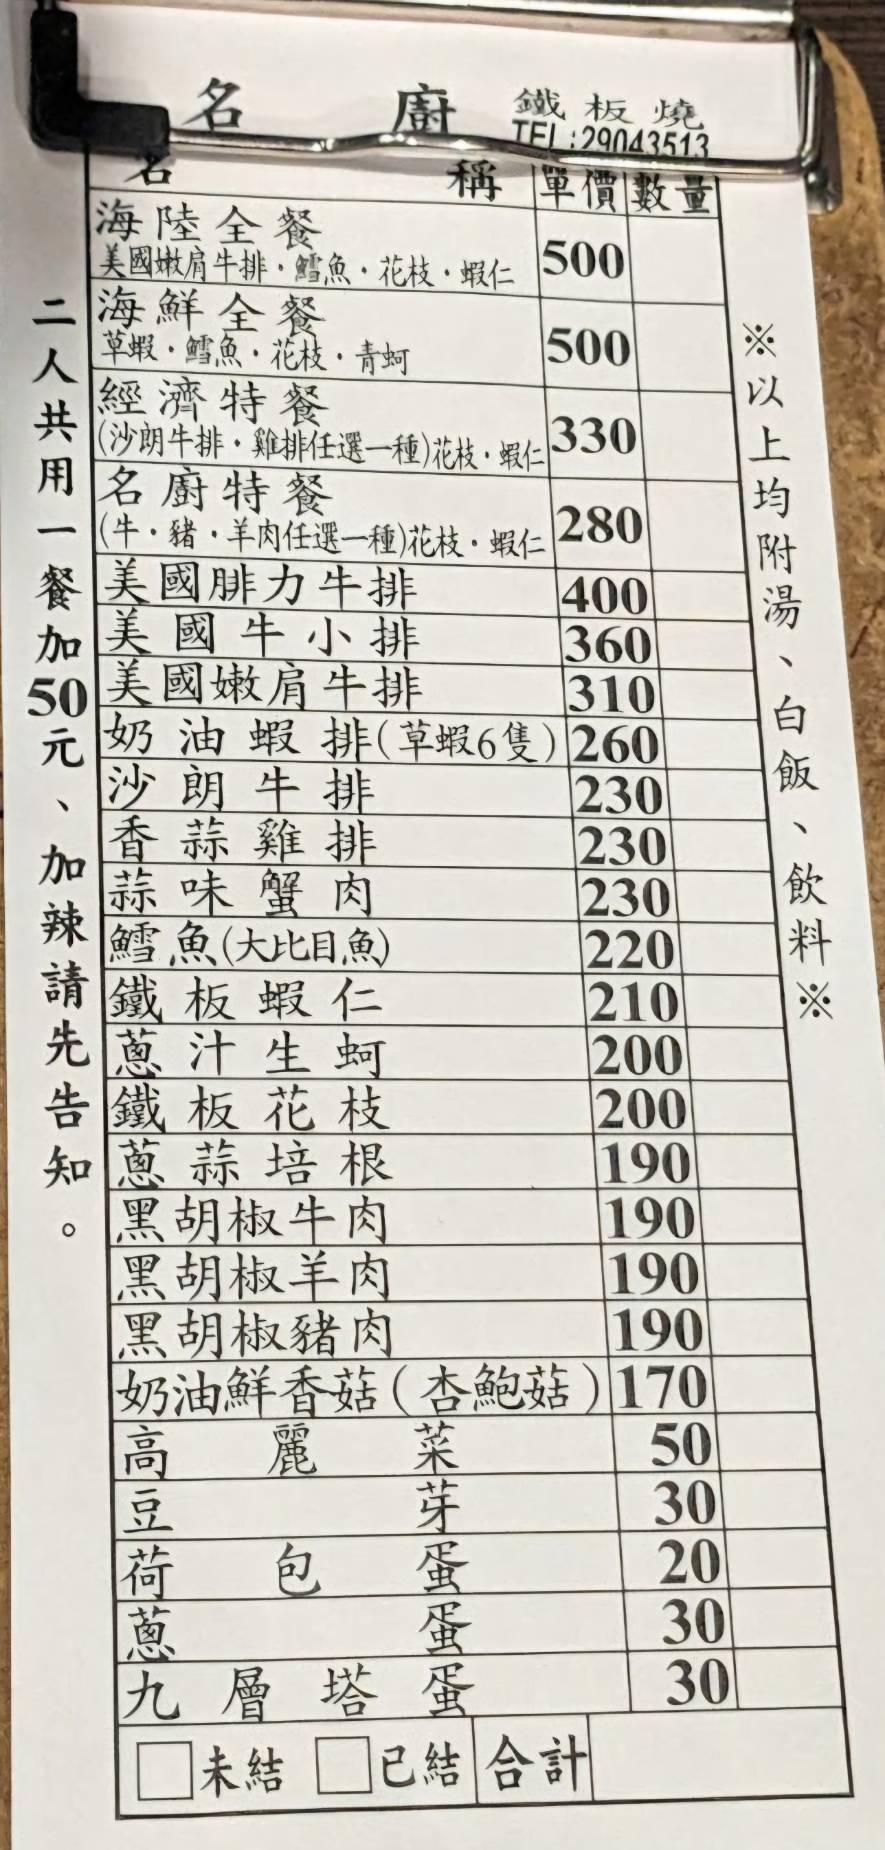 名廚 鐵板燒
TEL:29043513
名稱 單價 數量
海陸全餐 500
美國嫩肩牛排·鱈魚·花枝·蝦仁
海鮮全餐 500
草蝦·鱈魚·花枝·青蚵
經濟特餐 330
(沙朗牛排·雞排任選一種)花枝·蝦仁
名廚特餐 280
(牛·豬·羊肉任選一種)花枝·蝦仁
美國腓力牛排 400
美國牛小排 360
美國嫩肩牛排 310
奶油蝦排(草蝦6隻) 260
沙朗牛排 230
香蒜雞排 230
蒜味蟹肉 230
鱈魚(大比目魚) 220
鐵板蝦仁 210
蔥汁生蚵 200
鐵板花枝 200
蔥蒜培根 190
黑胡椒牛肉 190
黑胡椒羊肉 190
黑胡椒豬肉 190
奶油鮮香菇(杏鮑菇) 170
高麗菜 50
豆芽 30
荷包蛋 20
蔥蛋 30
九層塔蛋 30
□未結 □已結 合計
※以上均附湯、白飯、飲料※
二人共用一餐加50元、加辣請先告知。